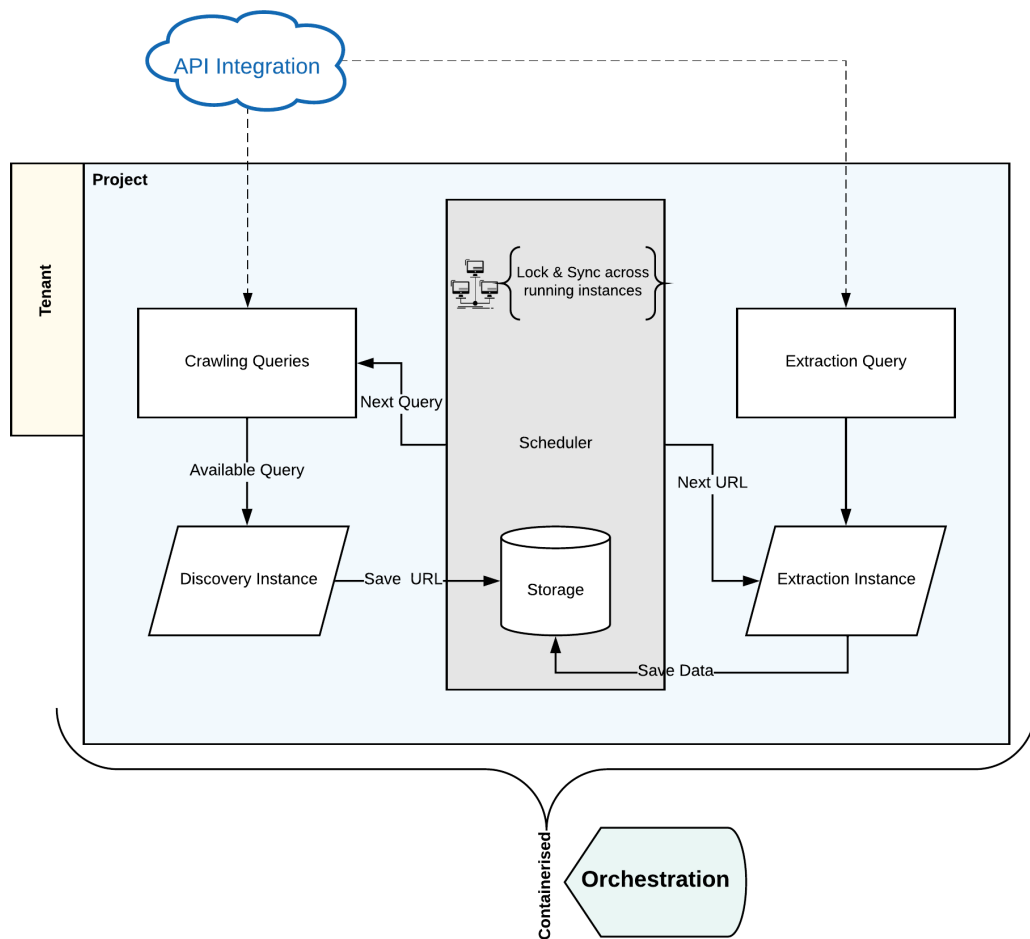 API Integration
Project
Tenant
Lock & Sync across
running instances
Crawling Queries
Extraction Query
Next Query
Scheduler
Available Query
Next URL
Discovery Instance
Save URL
Storage
Extraction Instance
Save Data
Containerised
Orchestration